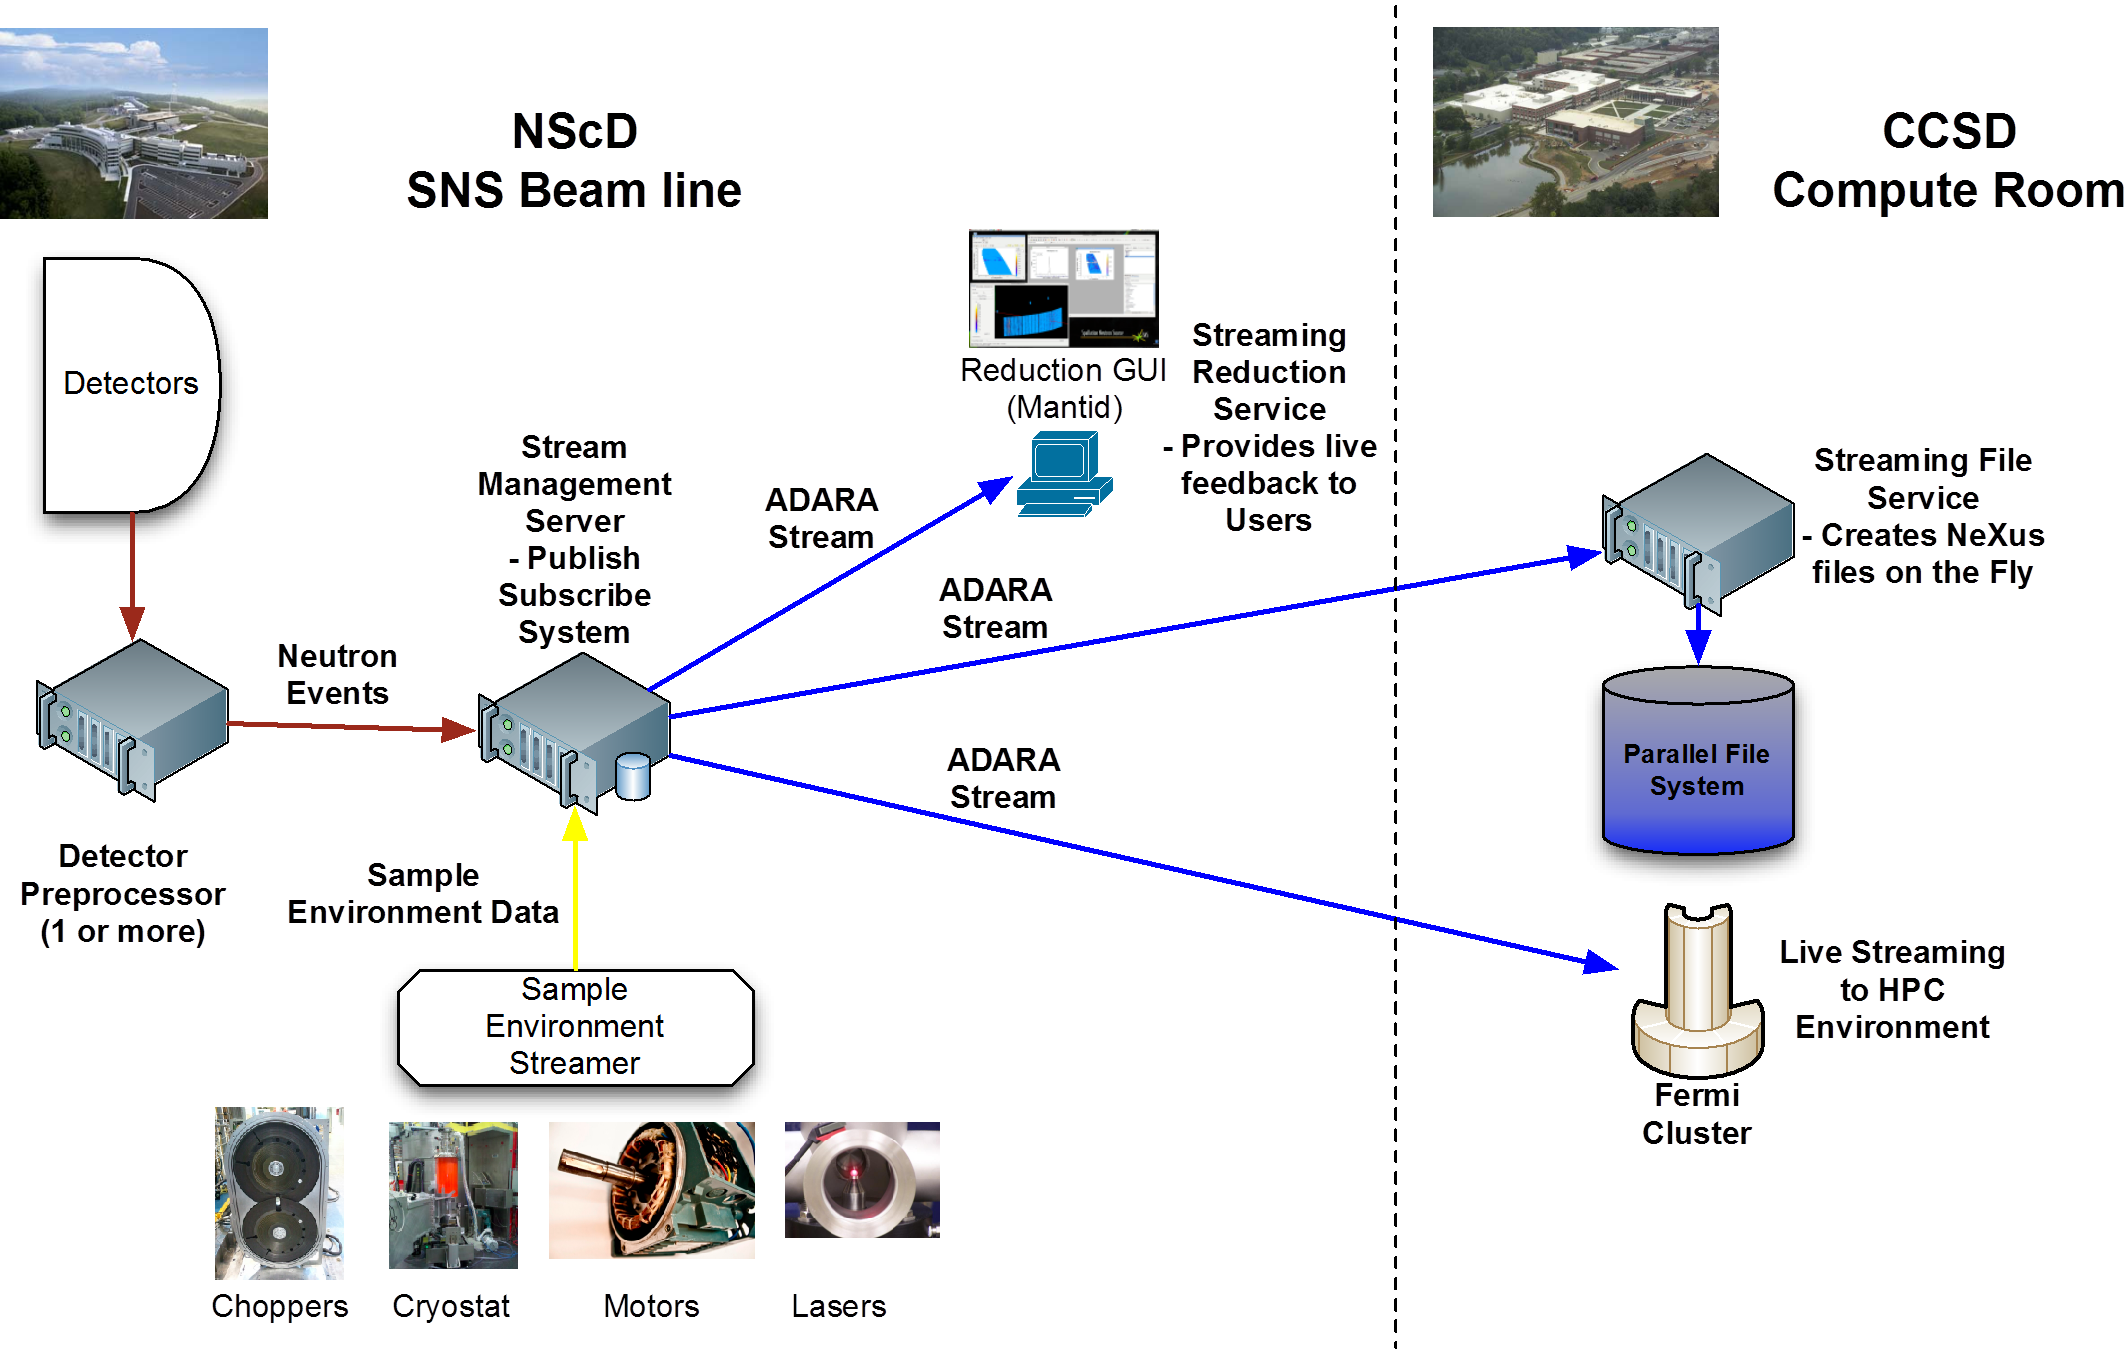 NScD
SNS Beam line
CCSD
Compute Room
Detectors
Reduction GUI
(Mantid)
Streaming
Reduction
Service
- Provides live
feedback to
Users
Stream
Management
Server
- Publish
Subscribe
System
ADARA
Stream
Streaming File
Service
- Creates NeXus
files on the Fly
ADARA
Stream
Neutron
Events
ADARA
Stream
Parallel File
System
Detector
Preprocessor
(1 or more)
Sample
Environment Data
Sample
Environment
Streamer
Live Streaming
to HPC
Environment
Fermi
Cluster
Choppers
Cryostat
Motors
Lasers